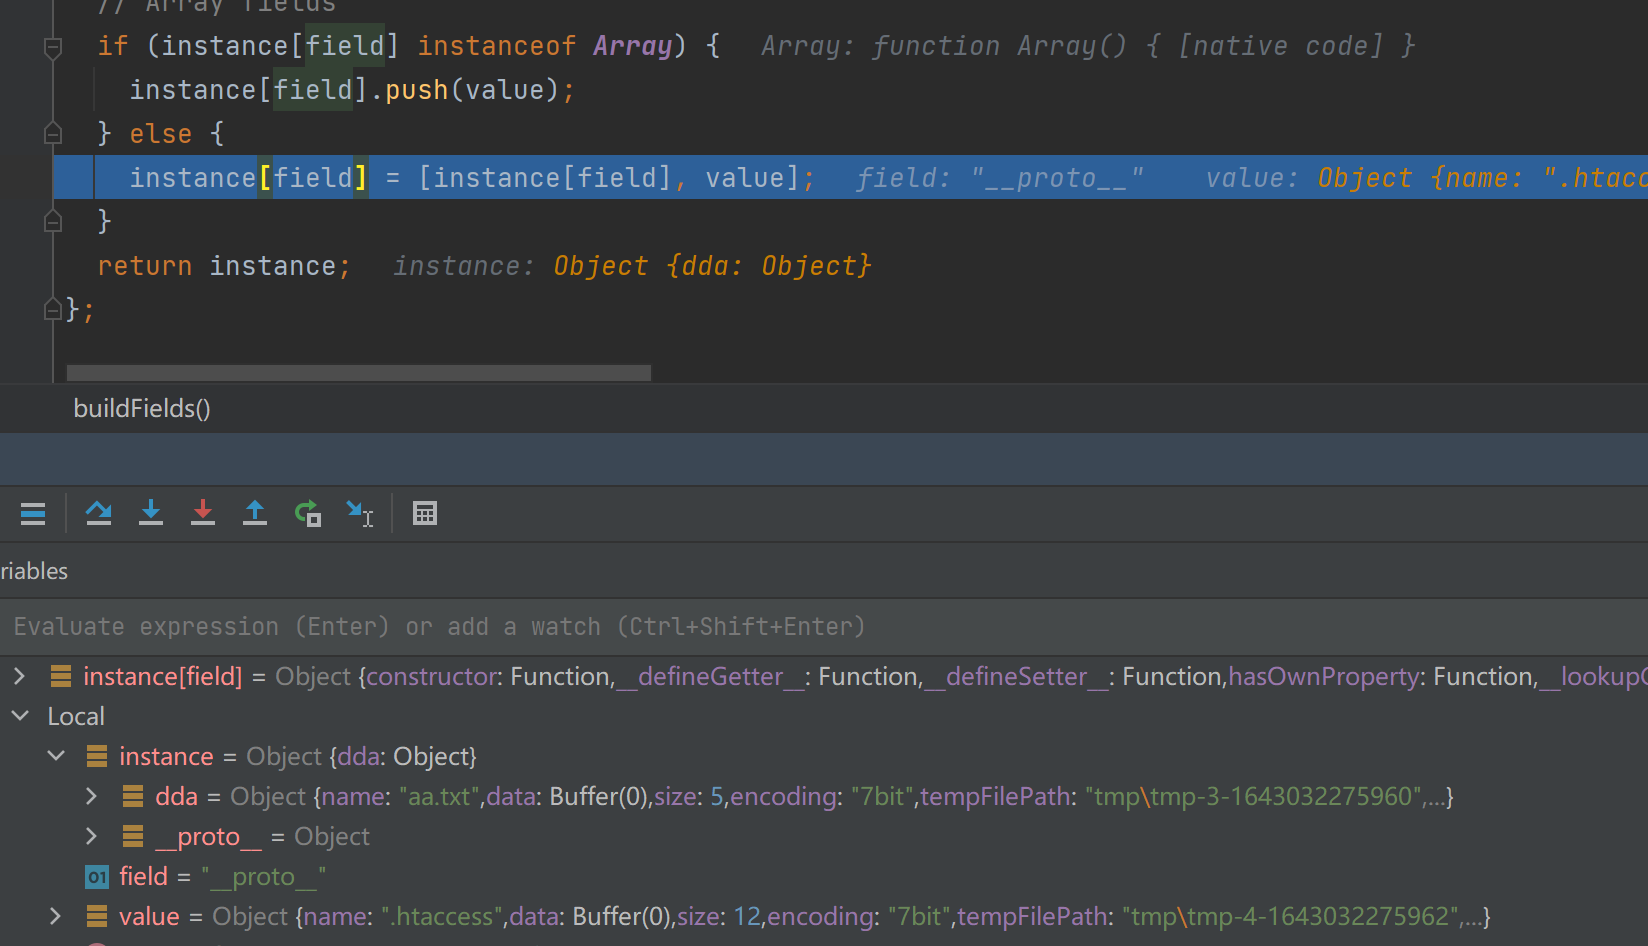 // Array fields
if (instance[field] instanceof Array) {   Array: function Array() { [native code] }
instance[field].push(value);
} else {
instance[field] = [instance[field], value];   field: "__proto__"    value: Object {name: ".htacc
}
return instance;   instance: Object {dda: Object}
};
buildFields()
riables
Evaluate expression (Enter) or add a watch (Ctrl+Shift+Enter)
instance[field] = Object {constructor: Function,__defineGetter__: Function,__defineSetter__: Function,hasOwnProperty: Function,__lookup
Local
instance = Object {dda: Object}
dda = Object {name: "aa.txt",data: Buffer(0),size: 5,encoding: "7bit",tempFilePath: "tmp\tmp-3-1643032275960",...}
__proto__ = Object
01 field = "__proto__"
value = Object {name: ".htaccess",data: Buffer(0),size: 12,encoding: "7bit",tempFilePath: "tmp\tmp-4-1643032275962",...}